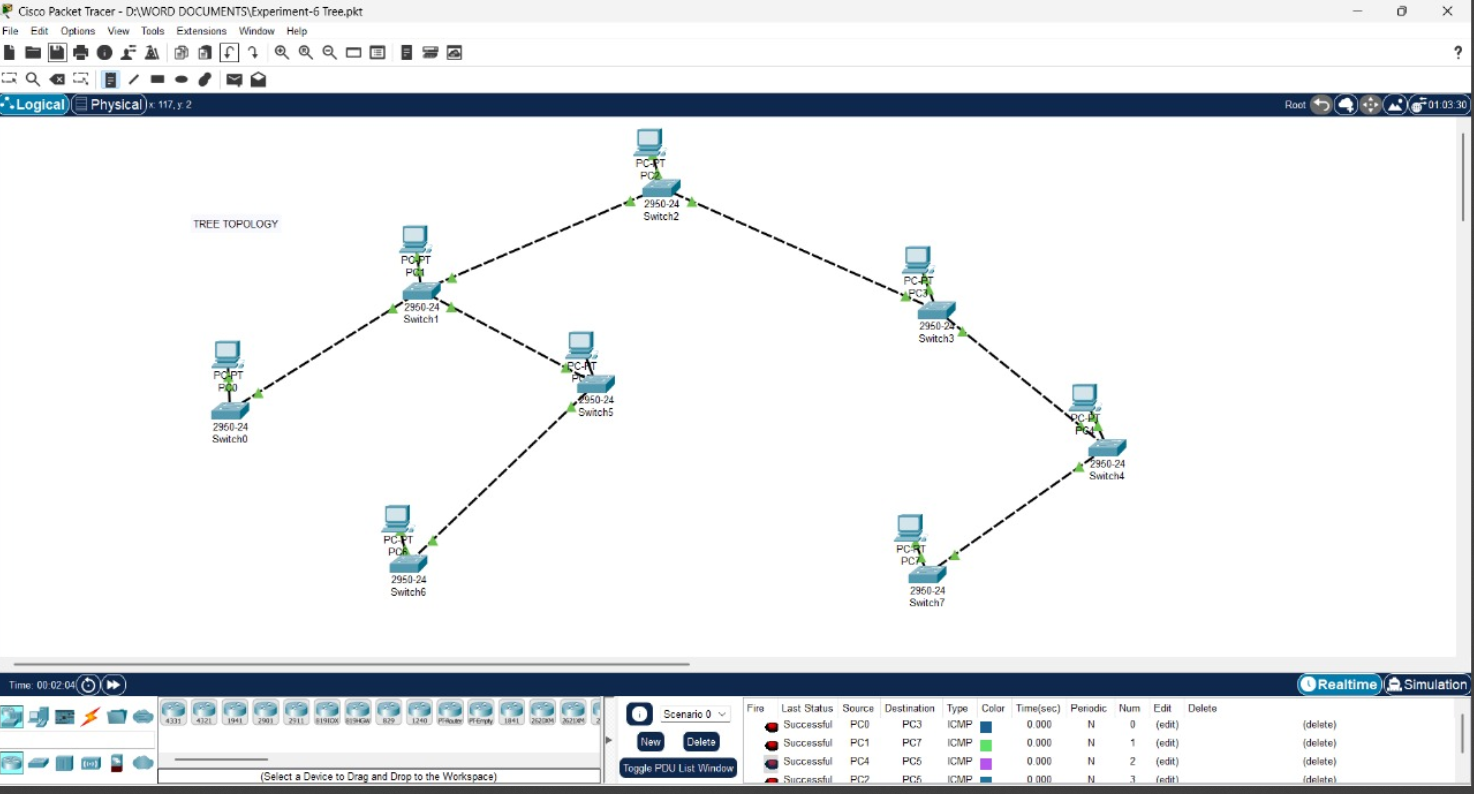 Cisco Packet Tracer - D:\WORD DOCUMENTS\Experiment-6 Tree.pkt
File Edit Options View Tools Extensions Window Help
?
Logical Physical x: 117, y: 2 Root 01:03:30
PC-PT
PC2
2950-24
Switch2
TREE TOPOLOGY
PC-PT
PC1
2950-24
Switch1
PC-PT
PC3
2950-24
Switch3
PC-PT
PC0
2950-24
Switch0
PC-PT
2950-24
Switch5
PC-PT
PC4
2950-24
Switch4
PC-PT
PC6
2950-24
Switch6
PC-PT
PC7
2950-24
Switch7
Time: 00:02:04 Realtime Simulation
4331 4321 1941 2901 2911 819IOX 819HGW 829 1240 PT-Router PT-Empty 1841 2620XM 2621XM 2
(Select a Device to Drag and Drop to the Workspace)
Scenario 0
New Delete
Toggle PDU List Window
Fire Last Status Source Destination Type Color Time(sec) Periodic Num Edit Delete
Successful PC0 PC3 ICMP 0.000 N 0 (edit) (delete)
Successful PC1 PC7 ICMP 0.000 N 1 (edit) (delete)
Successful PC4 PC5 ICMP 0.000 N 2 (edit) (delete)
Successful PC2 PC6 ICMP 0.000 N 3 (edit) (delete)